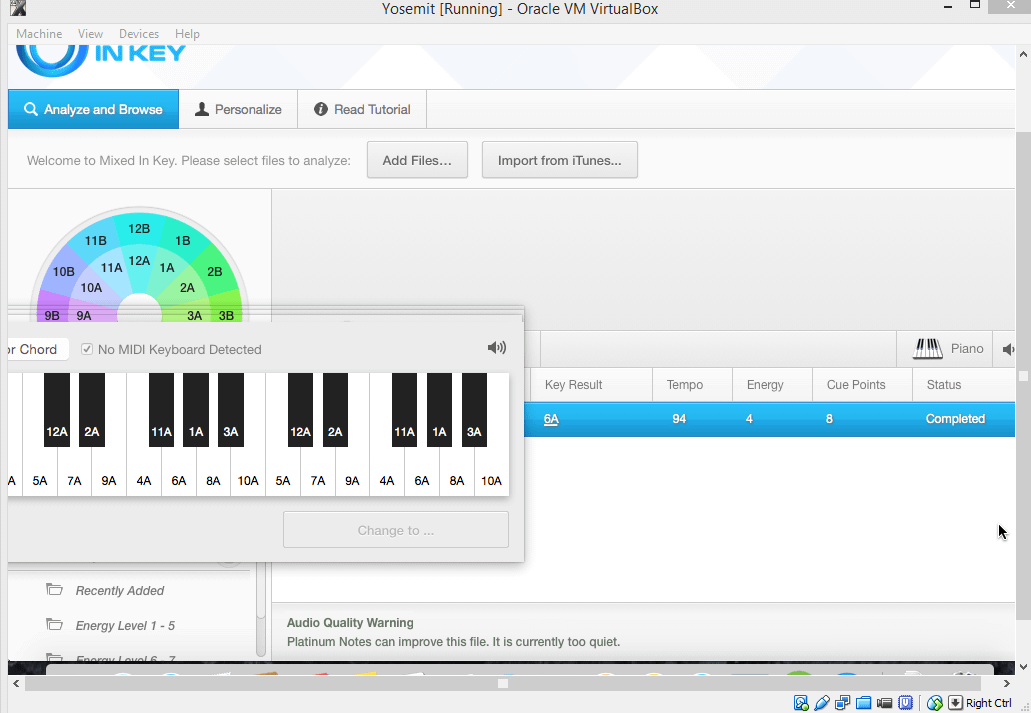 Yosemit [Running] - Oracle VM VirtualBox
Machine View Devices Help
IN KEY
Analyze and Browse Personalize Read Tutorial
Welcome to Mixed In Key. Please select files to analyze: Add Files... Import from iTunes...
12B
11B 1B
12A
11A 1A
10B 2B
10A 2A
9B 9A 3A 3B
or Chord No MIDI Keyboard Detected
Piano
Key Result Tempo Energy Cue Points Status
6A 94 4 8 Completed
12A 2A 11A 1A 3A 12A 2A 11A 1A 3A
A 5A 7A 9A 4A 6A 8A 10A 5A 7A 9A 4A 6A 8A 10A
Change to ...
Recently Added
Energy Level 1 - 5
Energy Level 6 - 7
Audio Quality Warning
Platinum Notes can improve this file. It is currently too quiet.
Right Ctrl